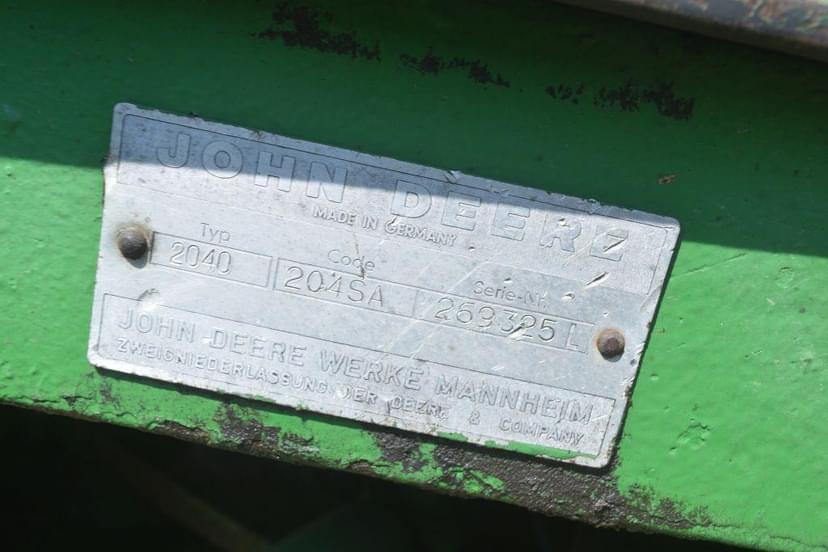 JOHN DEERE
MADE IN GERMANY
Typ Code Serie-Nr.
2040 204SA 269325 L
JOHN DEERE WERKE MANNHEIM
ZWEIGNIEDERLASSUNG DER DEERE & COMPANY